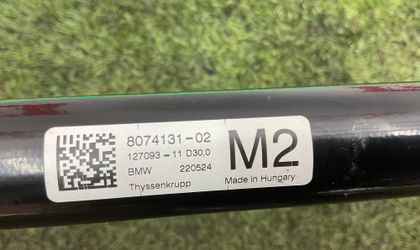 8074131-02
127093-11 D30,0
BMW 220524
Thyssenkrupp
M2
Made in Hungary